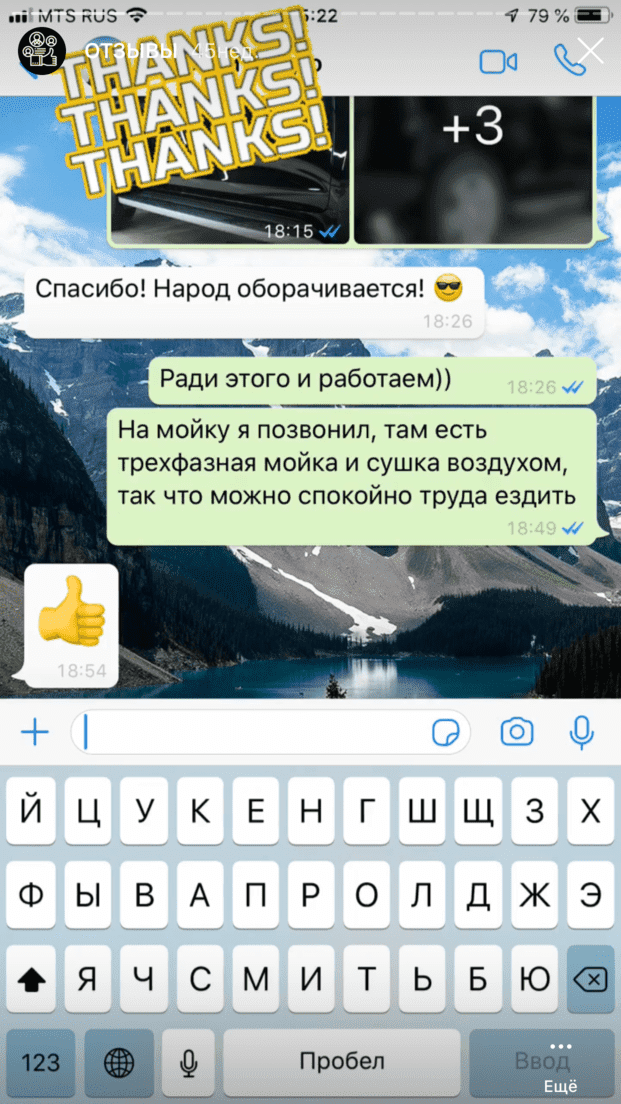 MTS RUS
5:22
79 %
ОТЗЫВЫ 45нед.
THANKS!
THANKS!
THANKS!
+3
18:15
Спасибо! Народ оборачивается! 😎
18:26
Ради этого и работаем))
18:26
На мойку я позвонил, там есть
трехфазная мойка и сушка воздухом,
так что можно спокойно труда ездить
18:49
👍
18:54
Й Ц У К Е Н Г Ш Щ З Х
Ф Ы В А П Р О Л Д Ж Э
Я Ч С М И Т Ь Б Ю
123
Пробел
Ввод
Ещё